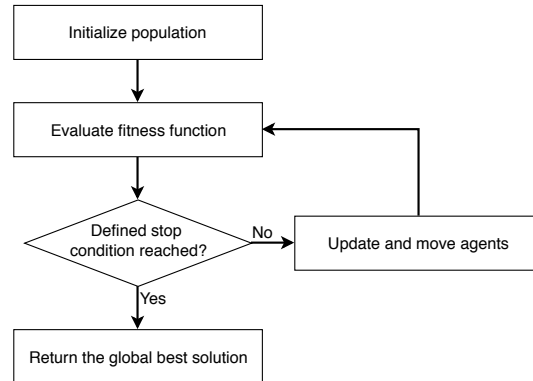 Initialize population
Evaluate fitness function
Defined stop
condition reached?
No
Update and move agents
Yes
Return the global best solution